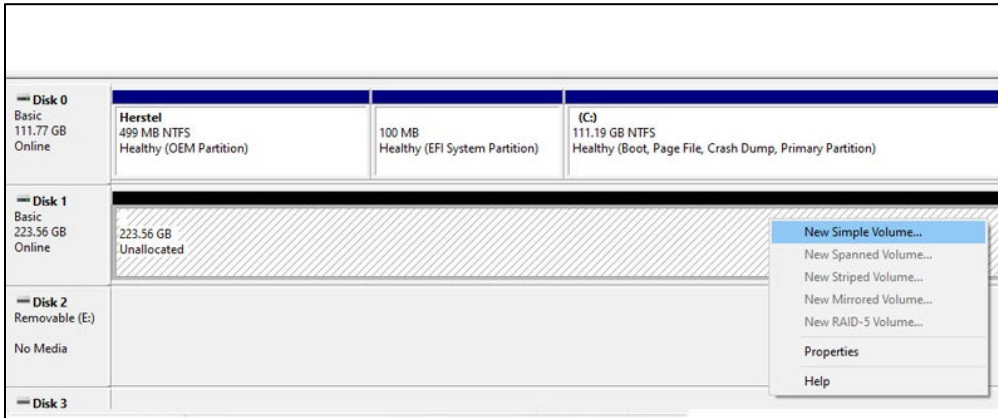 Disk 0
Basic
111.77 GB
Online
Herstel
499 MB NTFS
Healthy (OEM Partition)
100 MB
Healthy (EFI System Partition)
(C:)
111.19 GB NTFS
Healthy (Boot, Page File, Crash Dump, Primary Partition)
Disk 1
Basic
223.56 GB
Online
223.56 GB
Unallocated
New Simple Volume...
New Spanned Volume...
New Striped Volume...
New Mirrored Volume...
New RAID-5 Volume...
Properties
Help
Disk 2
Removable (E:)
No Media
Disk 3